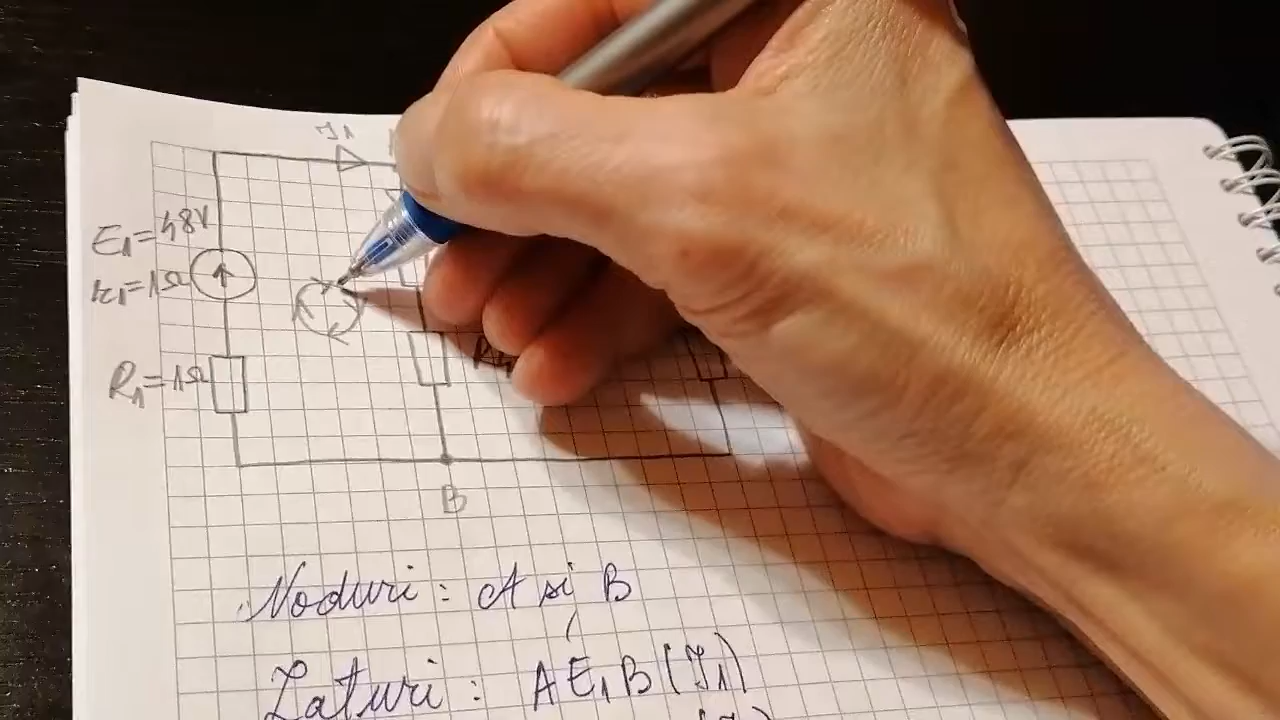 I₁
E₁=48V
r₁=1Ω
R₁=1Ω
B
Noduri: A și B
Laturi: AE₁B (I₁)